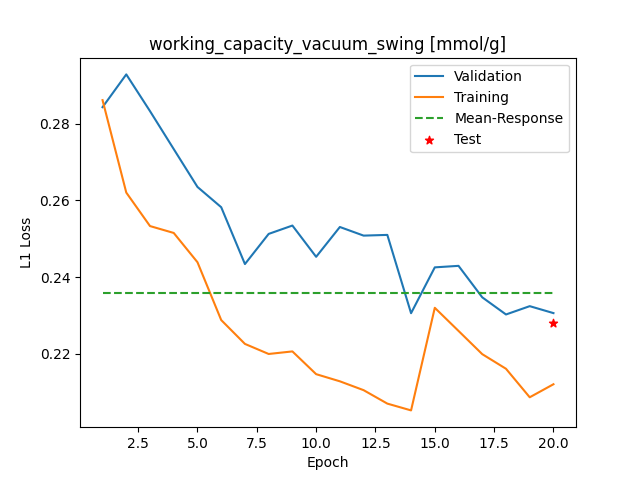 working_capacity_vacuum_swing [mmol/g]
Validation
Training
Mean-Response
Test
L1 Loss
0.28
0.26
0.24
0.22
2.5 5.0 7.5 10.0 12.5 15.0 17.5 20.0
Epoch